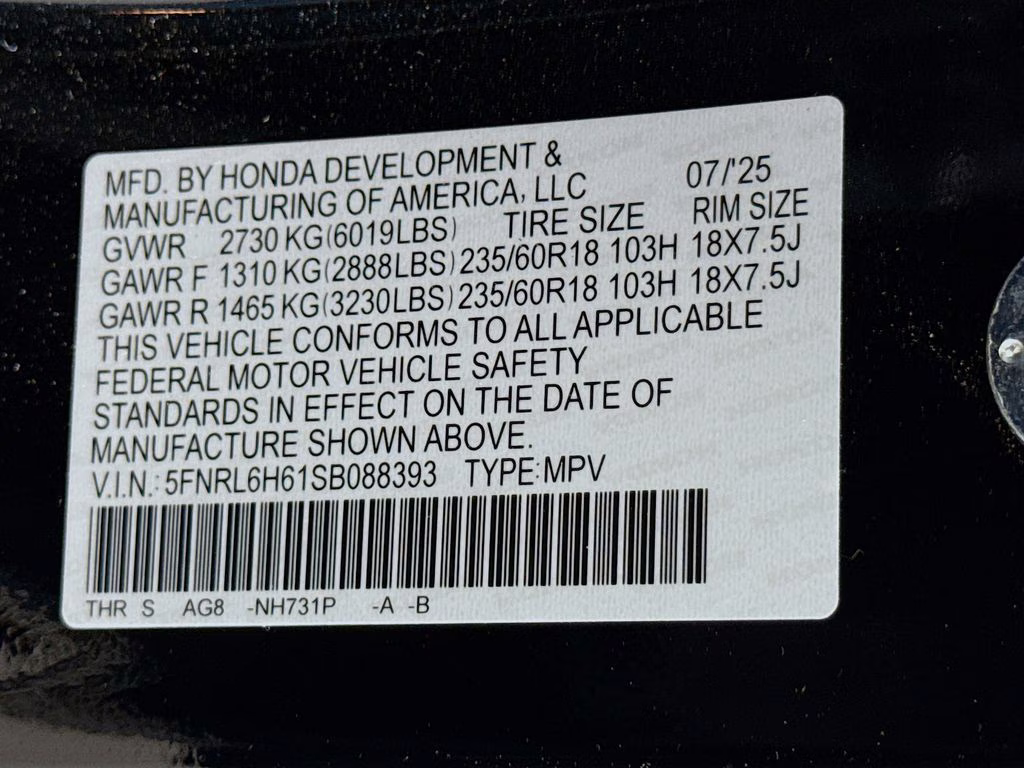 MFD. BY HONDA DEVELOPMENT &
MANUFACTURING OF AMERICA, LLC 07/'25
GVWR 2730 KG(6019LBS) TIRE SIZE RIM SIZE
GAWR F 1310 KG(2888LBS) 235/60R18 103H 18X7.5J
GAWR R 1465 KG(3230LBS) 235/60R18 103H 18X7.5J
THIS VEHICLE CONFORMS TO ALL APPLICABLE
FEDERAL MOTOR VEHICLE SAFETY
STANDARDS IN EFFECT ON THE DATE OF
MANUFACTURE SHOWN ABOVE.
V.I.N.: 5FNRL6H61SB088393 TYPE:MPV
THR S AG8 -NH731P -A -B